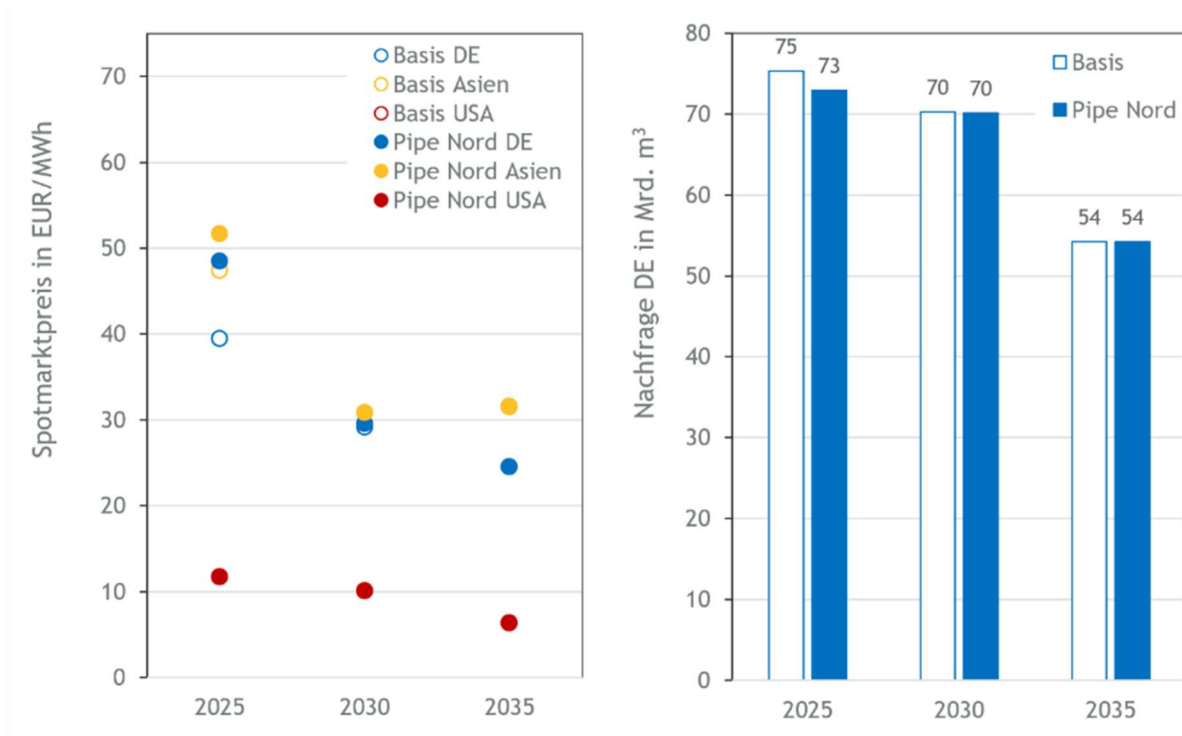 Spotmarktpreis in EUR/MWh
70
60
50
40
30
20
10
0
2025
2030
2035
Basis DE
Basis Asien
Basis USA
Pipe Nord DE
Pipe Nord Asien
Pipe Nord USA
Nachfrage DE in Mrd. m³
80
70
60
50
40
30
20
10
0
75
73
70
70
54
54
2025
2030
2035
Basis
Pipe Nord